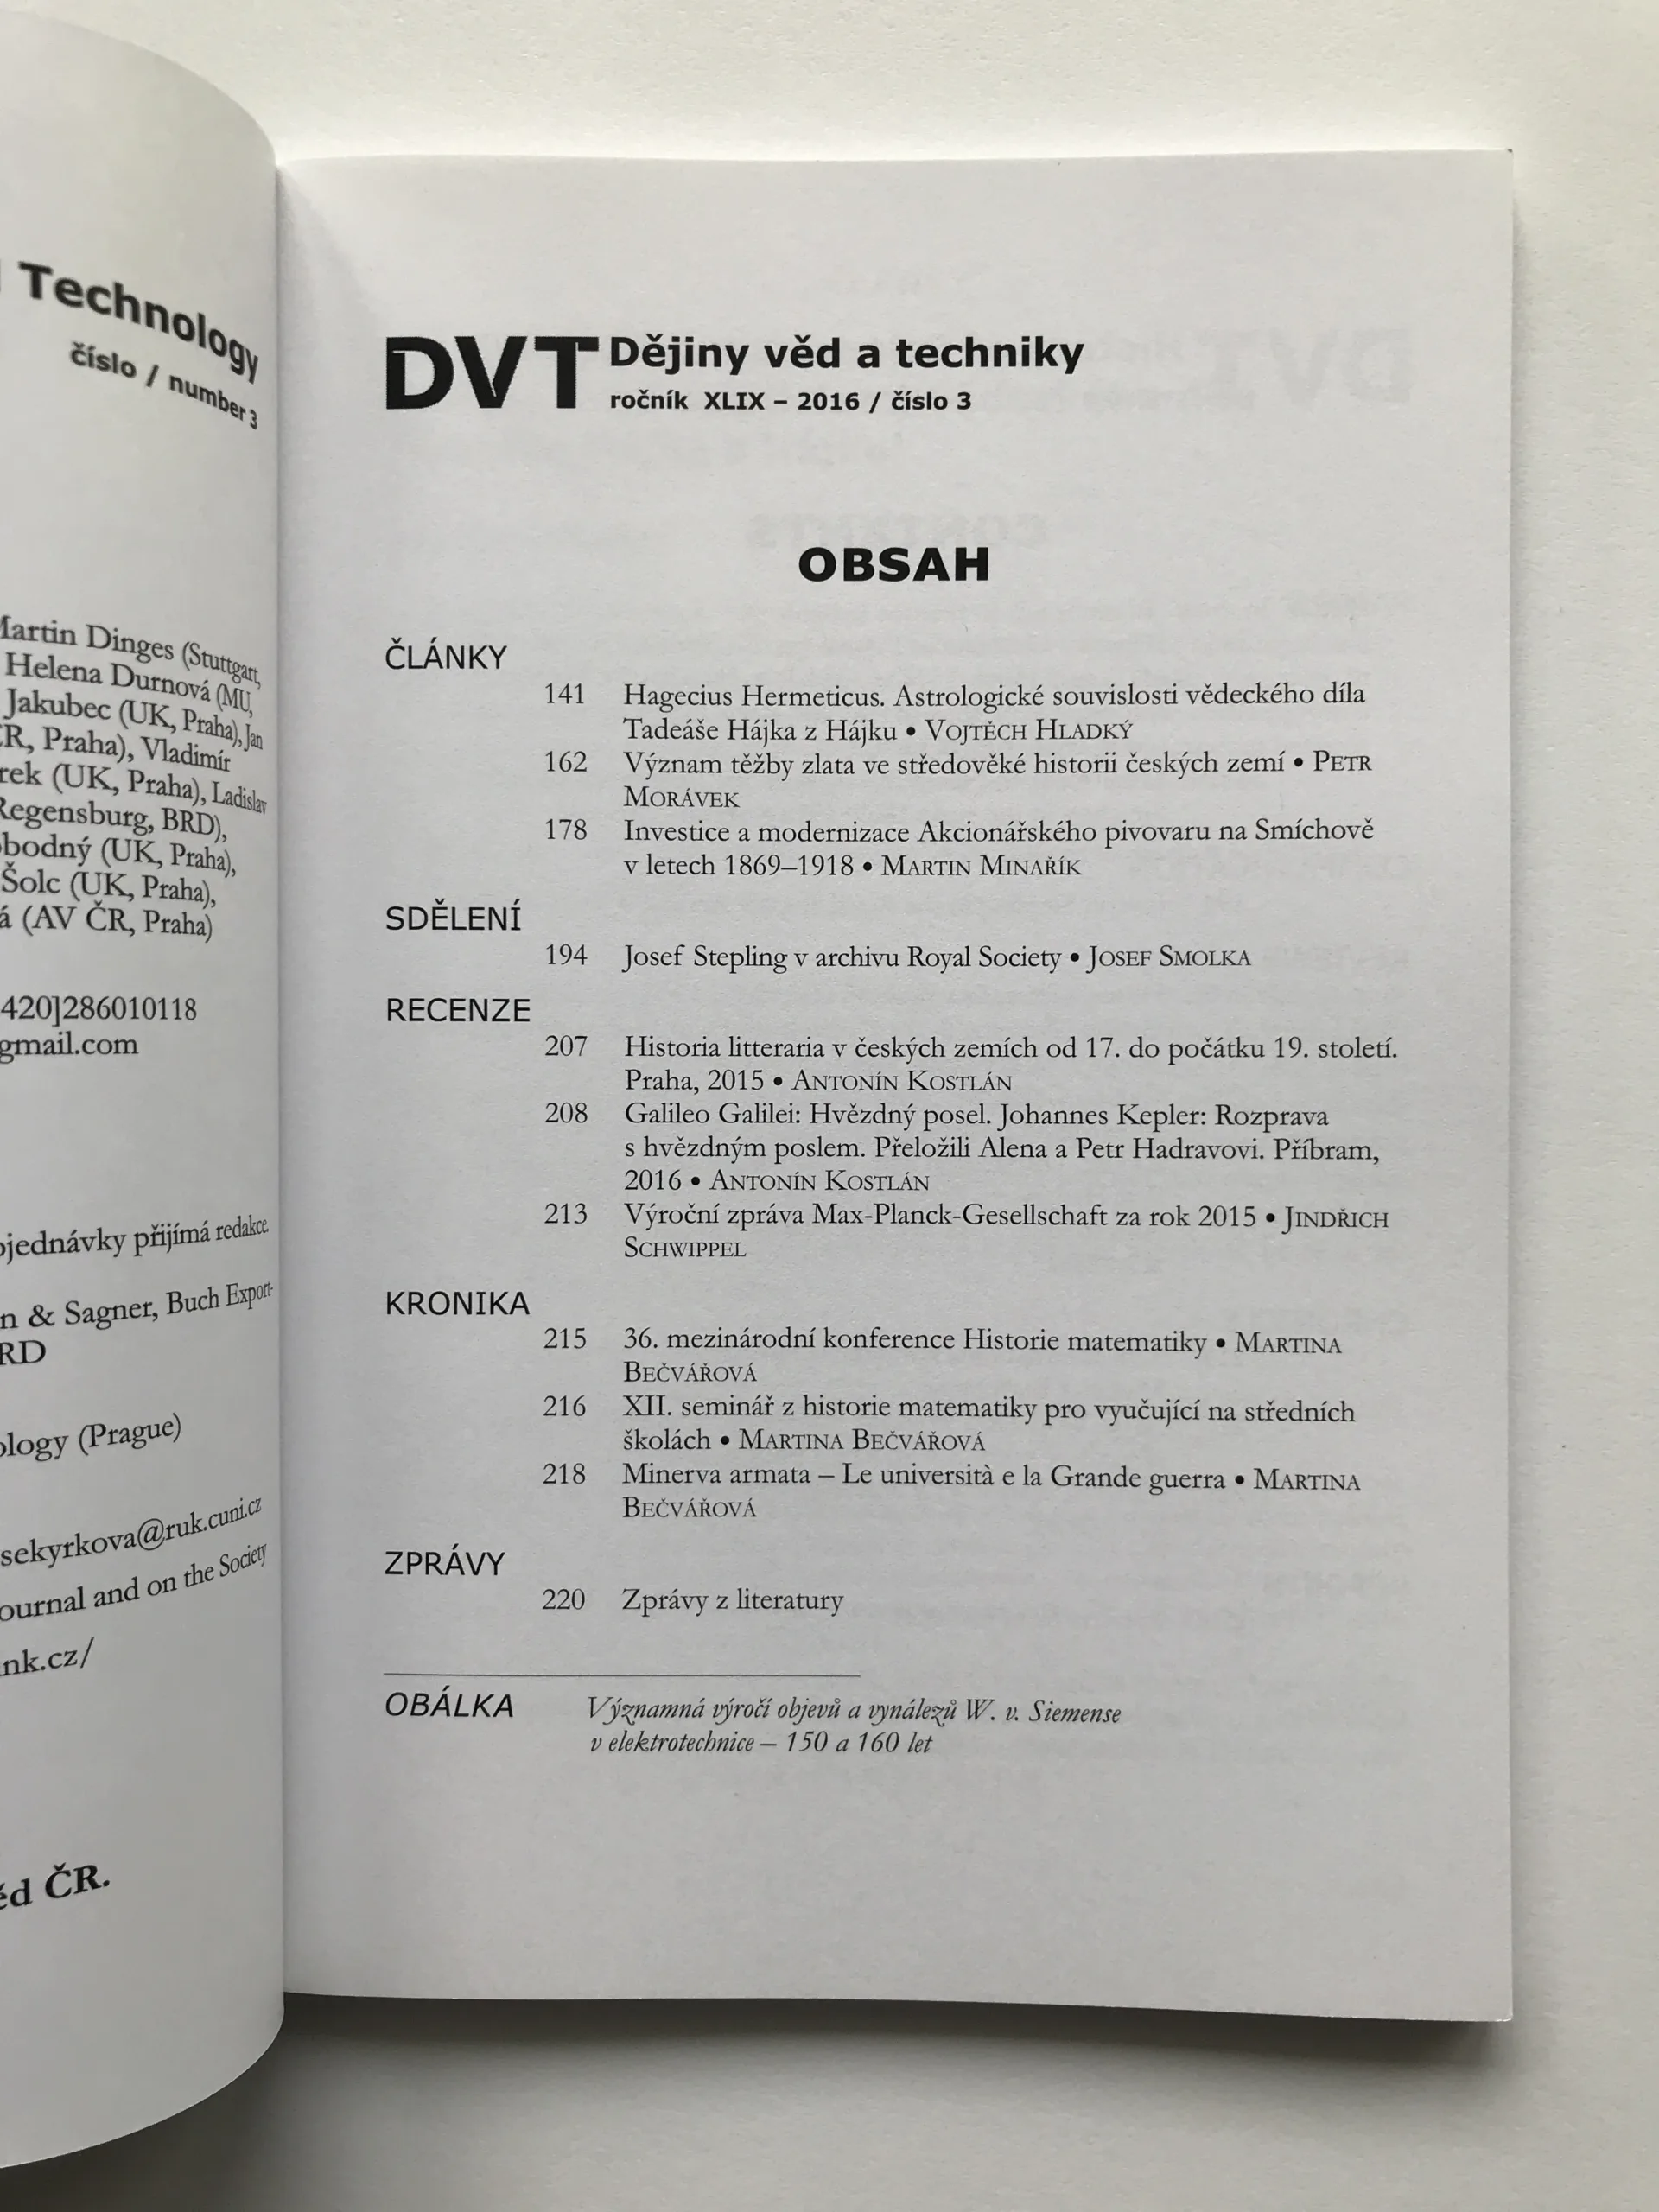 Technology
číslo / number 3
Martin Dinges (Stuttgart,
Helena Durnová (MU,
Jakubec (UK, Praha), Jan
ČR, Praha), Vladimír
(UK, Praha), Ladislav
Regensburg, BRD),
(UK, Praha),
Šolc (UK, Praha),
(AV ČR, Praha)
420]286010118
gmail.com
přijímá redakce.
& Sagner, Buch Export-
BRD
(Prague)
sekyrkova@ruk.cuni.cz
journal and on the Society
nk.cz/
věd ČR.
DVT Dějiny věd a techniky
ročník XLIX – 2016 / číslo 3
OBSAH
ČLÁNKY
141 Hagecius Hermeticus. Astrologické souvislosti vědeckého díla
Tadeáše Hájka z Hájku • VOJTĚCH HLADKÝ
162 Význam těžby zlata ve středověké historii českých zemí • PETR
MORÁVEK
178 Investice a modernizace Akcionářského pivovaru na Smíchově
v letech 1869–1918 • MARTIN MINAŘÍK
SDĚLENÍ
194 Josef Stepling v archivu Royal Society • JOSEF SMOLKA
RECENZE
207 Historia litteraria v českých zemích od 17. do počátku 19. století.
Praha, 2015 • ANTONÍN KOSTLÁN
208 Galileo Galilei: Hvězdný posel. Johannes Kepler: Rozprava
s hvězdným poslem. Přeložili Alena a Petr Hadravovi. Příbram,
2016 • ANTONÍN KOSTLÁN
213 Výroční zpráva Max-Planck-Gesellschaft za rok 2015 • JINDŘICH
SCHWIPPEL
KRONIKA
215 36. mezinárodní konference Historie matematiky • MARTINA
BEČVÁŘOVÁ
216 XII. seminář z historie matematiky pro vyučující na středních
školách • MARTINA BEČVÁŘOVÁ
218 Minerva armata – Le università e la Grande guerra • MARTINA
BEČVÁŘOVÁ
ZPRÁVY
220 Zprávy z literatury
OBÁLKA Významná výročí objevů a vynálezů W. v. Siemense
v elektrotechnice – 150 a 160 let